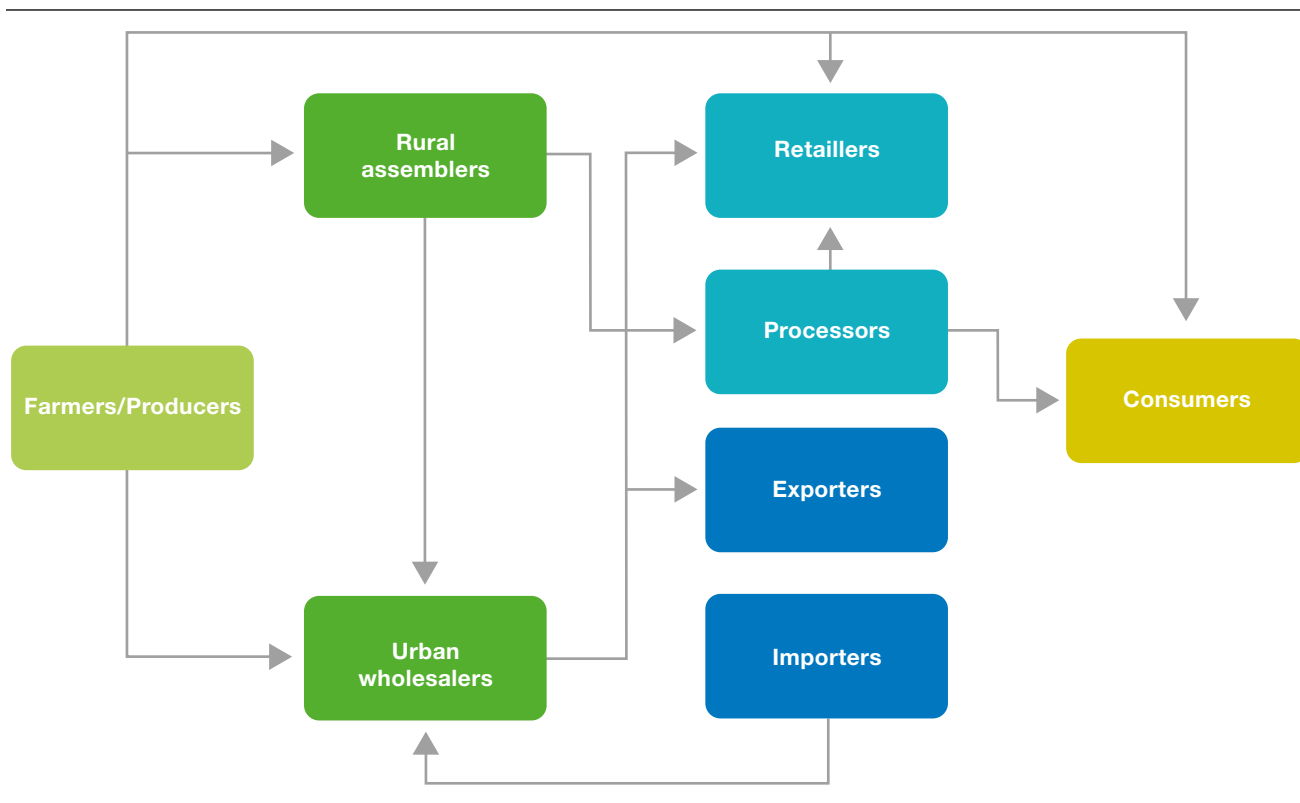 Rural
assemblers
Retaillers
Processors
Farmers/Producers
Consumers
Exporters
Urban
wholesalers
Importers